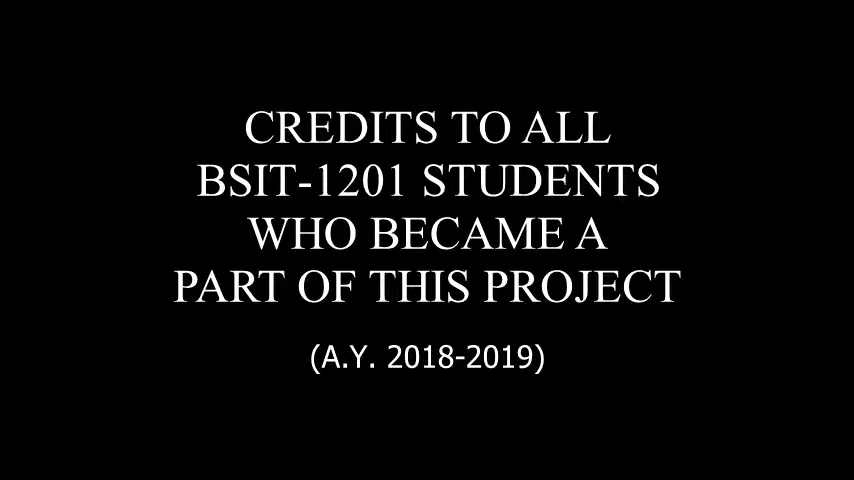 CREDITS TO ALL
BSIT-1201 STUDENTS
WHO BECAME A
PART OF THIS PROJECT
(A.Y. 2018-2019)